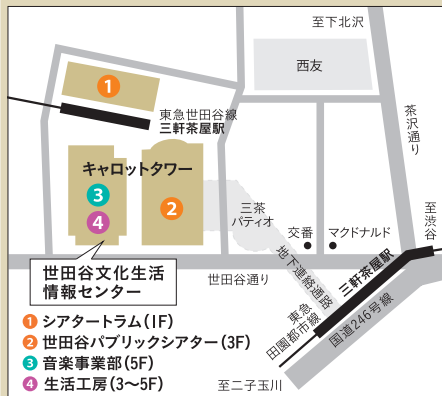 至下北沢
西友
①
東急世田谷線
三軒茶屋駅
茶沢通り
キャロットタワー
③
④
②
三茶
パティオ
交番
マクドナルド
至渋谷
世田谷文化生活
情報センター
世田谷通り
地下連絡通路
三軒茶屋駅
東急
田園都市線
国道246号線
至二子玉川
① シアタートラム(1F)
② 世田谷パブリックシアター(3F)
③ 音楽事業部(5F)
④ 生活工房(3〜5F)